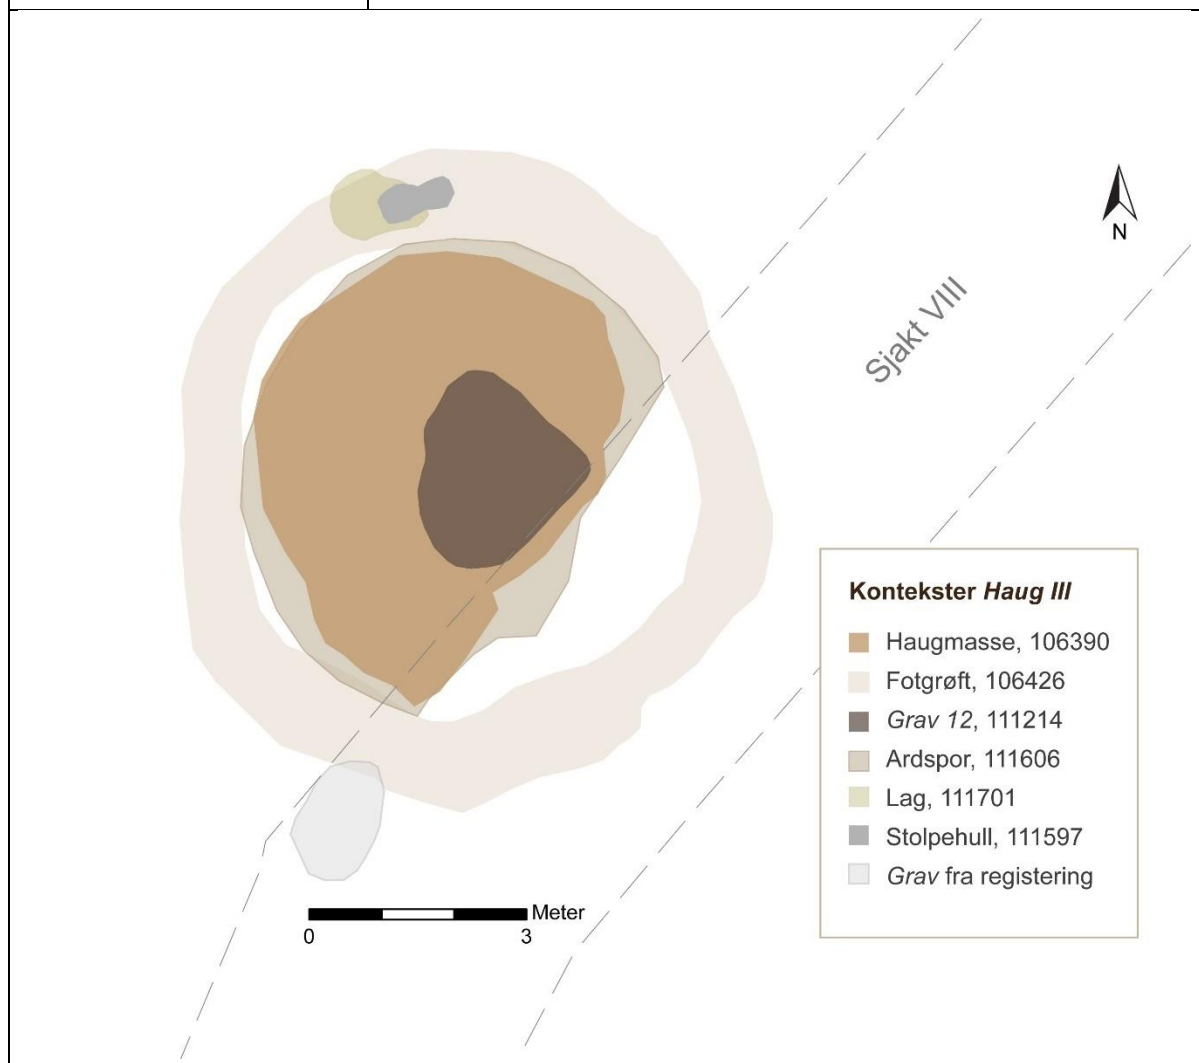 N
Sjakt VIII
Kontekster Haug III
Haugmasse, 106390
Fotgrøft, 106426
Grav 12, 111214
Ardspor, 111606
Lag, 111701
Stolpehull, 111597
Grav fra registering
Meter
0 3